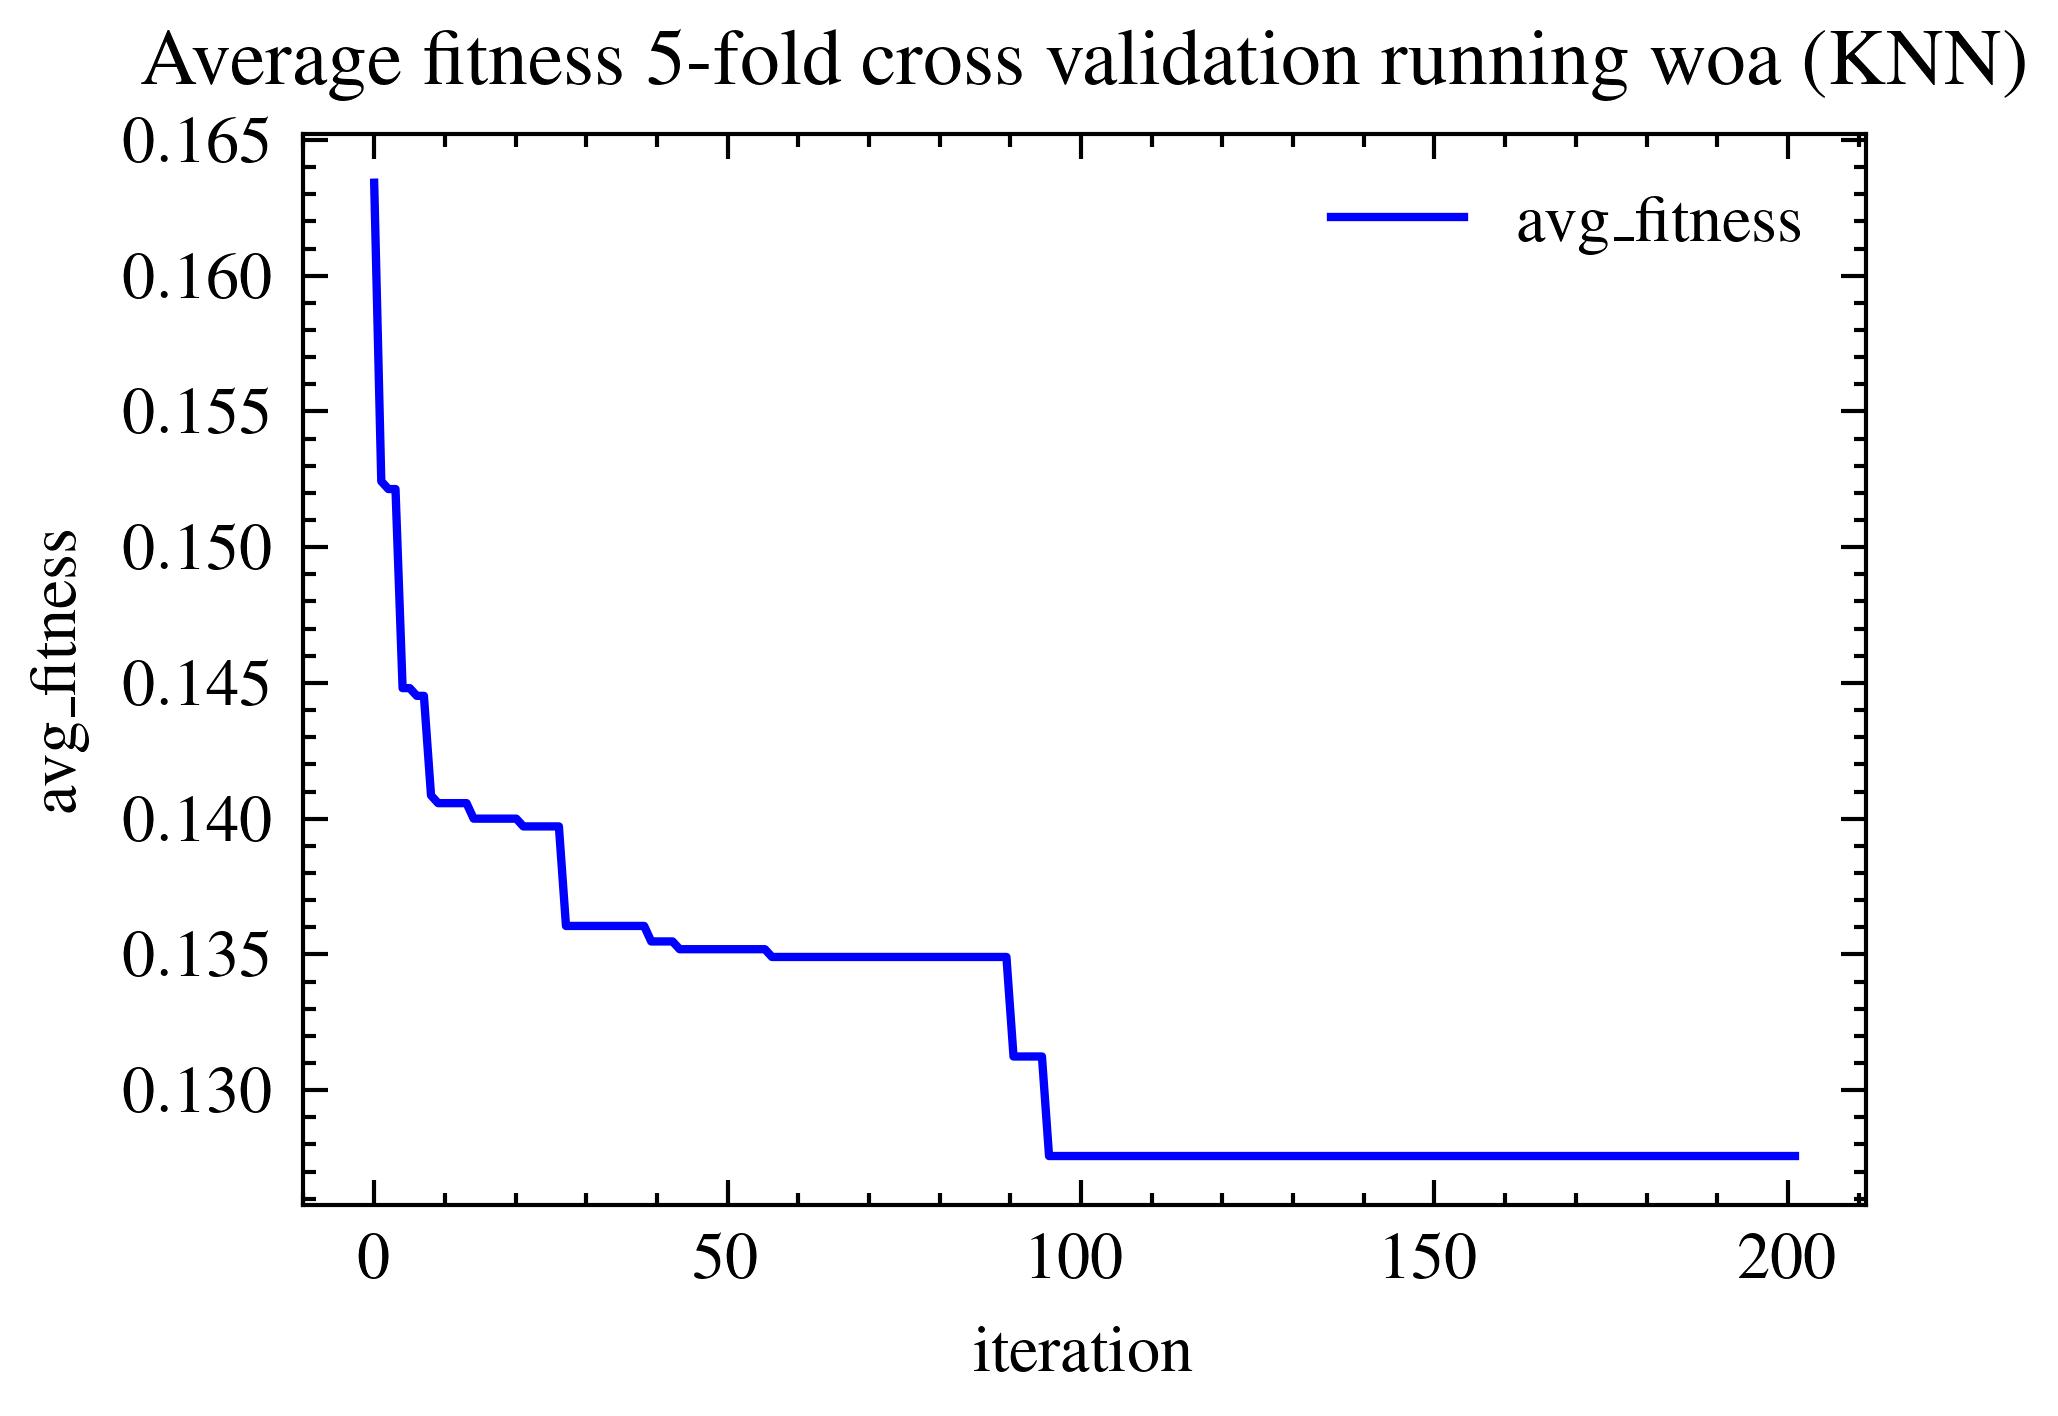 Average fitness 5-fold cross validation running woa (KNN)
avg_fitness
0.165
0.160
0.155
0.150
0.145
0.140
0.135
0.130
avg_fitness
0 50 100 150 200
iteration